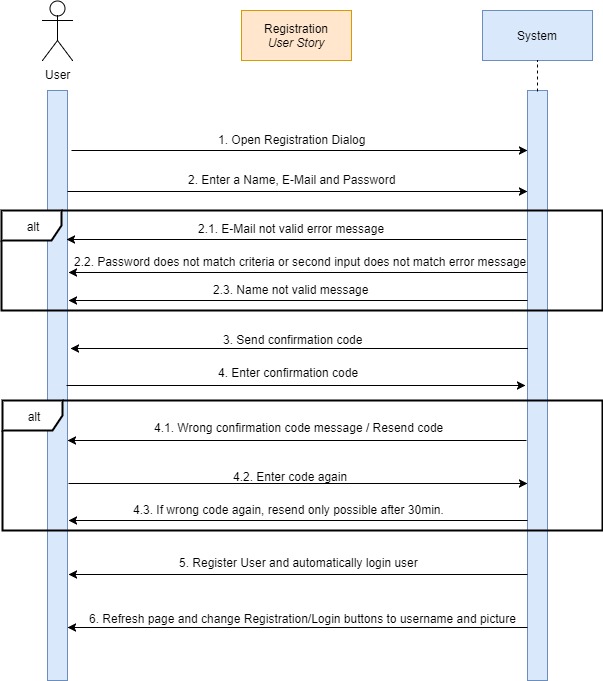 Registration
User Story
System
User
1. Open Registration Dialog
2. Enter a Name, E-Mail and Password
alt
2.1. E-Mail not valid error message
2.2. Password does not match criteria or second input does not match error message
2.3. Name not valid message
3. Send confirmation code
4. Enter confirmation code
alt
4.1. Wrong confirmation code message / Resend code
4.2. Enter code again
4.3. If wrong code again, resend only possible after 30min.
5. Register User and automatically login user
6. Refresh page and change Registration/Login buttons to username and picture